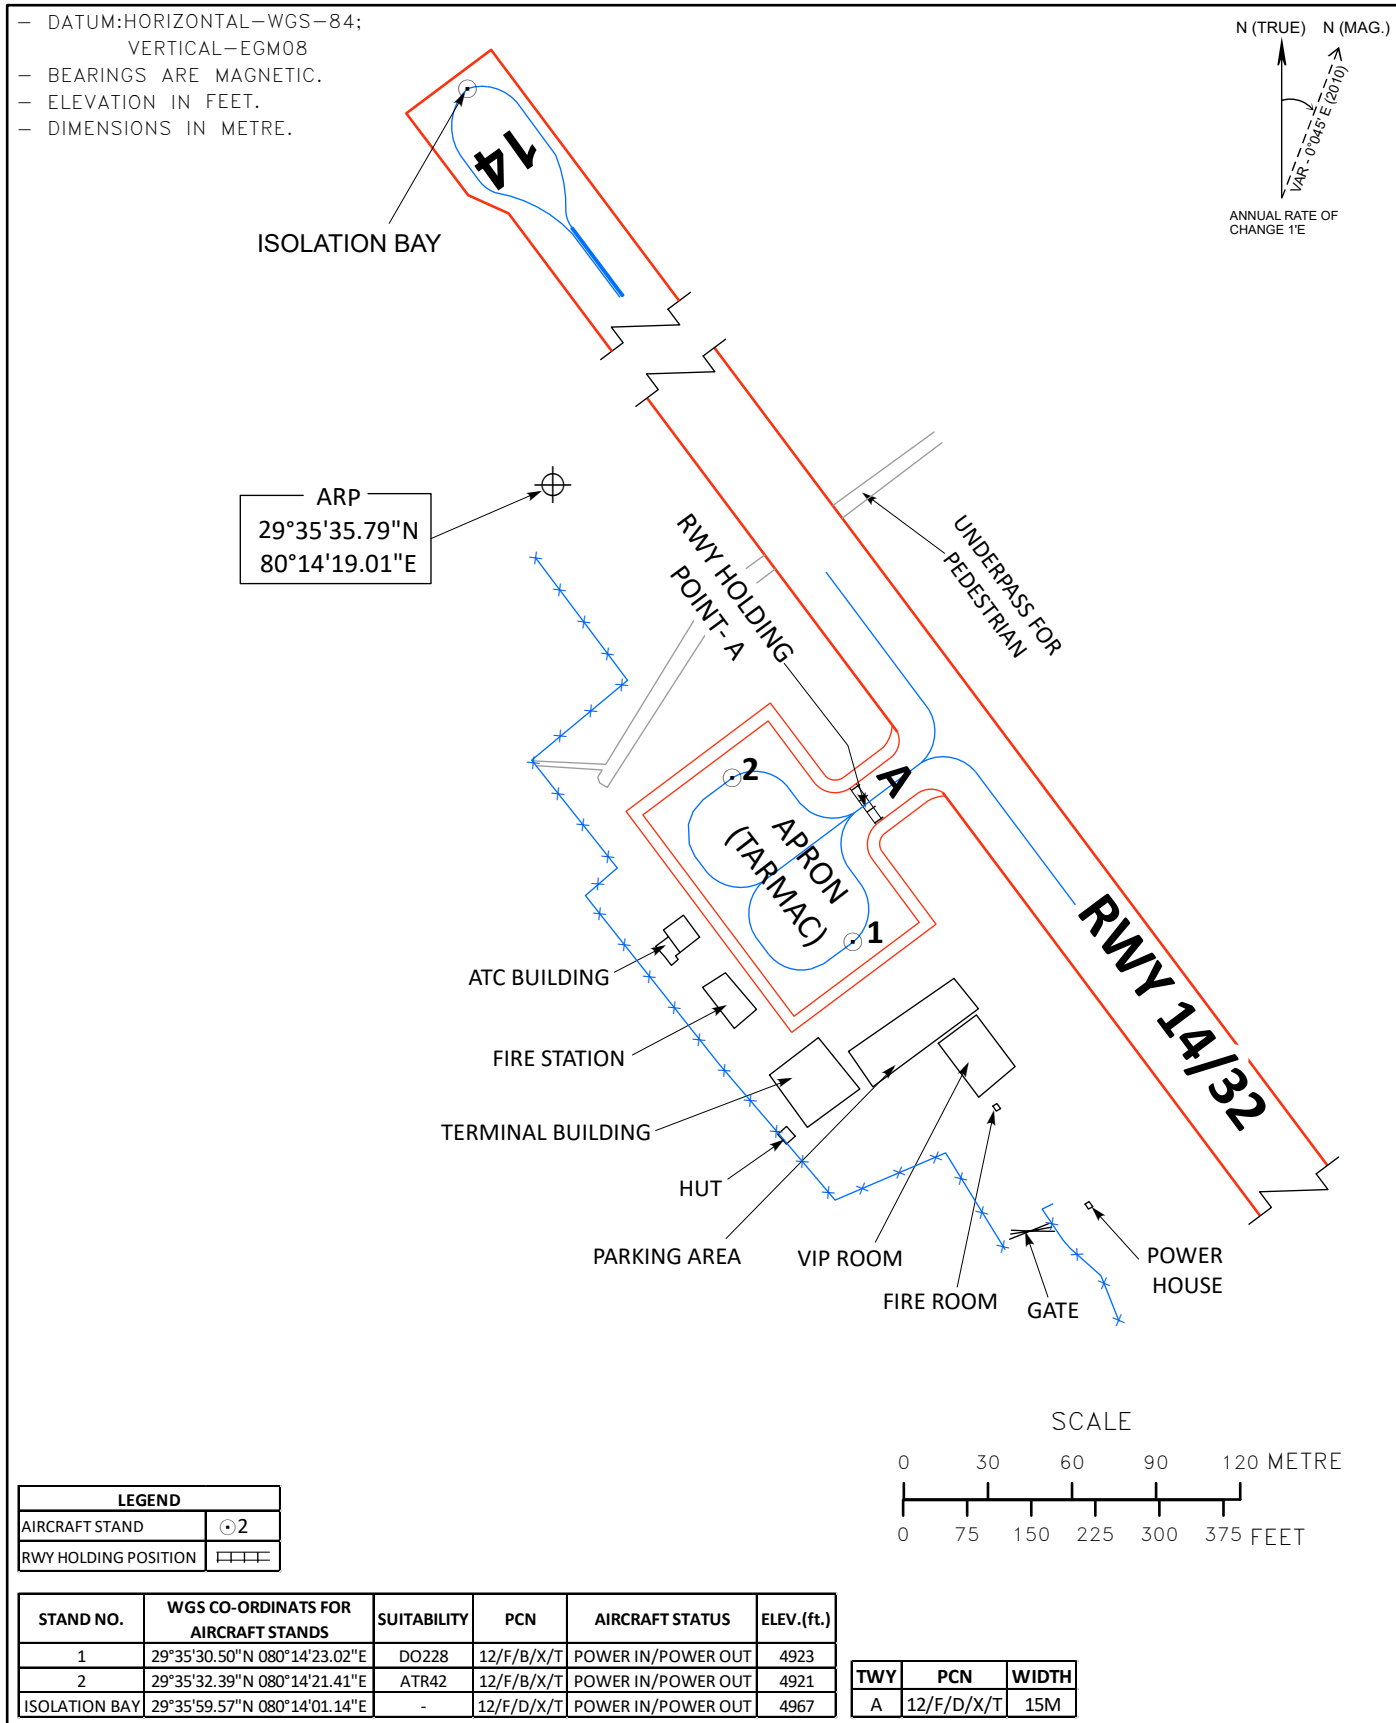 – DATUM:HORIZONTAL–WGS–84;
VERTICAL–EGM08
– BEARINGS ARE MAGNETIC.
– ELEVATION IN FEET.
– DIMENSIONS IN METRE.
N (TRUE) N (MAG.)
VAR - 0°045' E (2010)
ANNUAL RATE OF
CHANGE 1'E
14
ISOLATION BAY
ARP
29°35'35.79"N
80°14'19.01"E
RWY HOLDING
POINT- A
UNDERPASS FOR
PEDESTRIAN
A
2
APRON
(TARMAC)
1
RWY 14/32
ATC BUILDING
FIRE STATION
TERMINAL BUILDING
HUT
PARKING AREA
VIP ROOM
FIRE ROOM
GATE
POWER
HOUSE
SCALE
0 30 60 90 120 METRE
0 75 150 225 300 375 FEET
LEGEND
AIRCRAFT STAND 2
RWY HOLDING POSITION
STAND NO. WGS CO-ORDINATS FOR AIRCRAFT STANDS SUITABILITY PCN AIRCRAFT STATUS ELEV.(ft.)
1 29°35'30.50"N 080°14'23.02"E DO228 12/F/B/X/T POWER IN/POWER OUT 4923
2 29°35'32.39"N 080°14'21.41"E ATR42 12/F/B/X/T POWER IN/POWER OUT 4921
ISOLATION BAY 29°35'59.57"N 080°14'01.14"E - 12/F/D/X/T POWER IN/POWER OUT 4967
TWY PCN WIDTH
A 12/F/D/X/T 15M